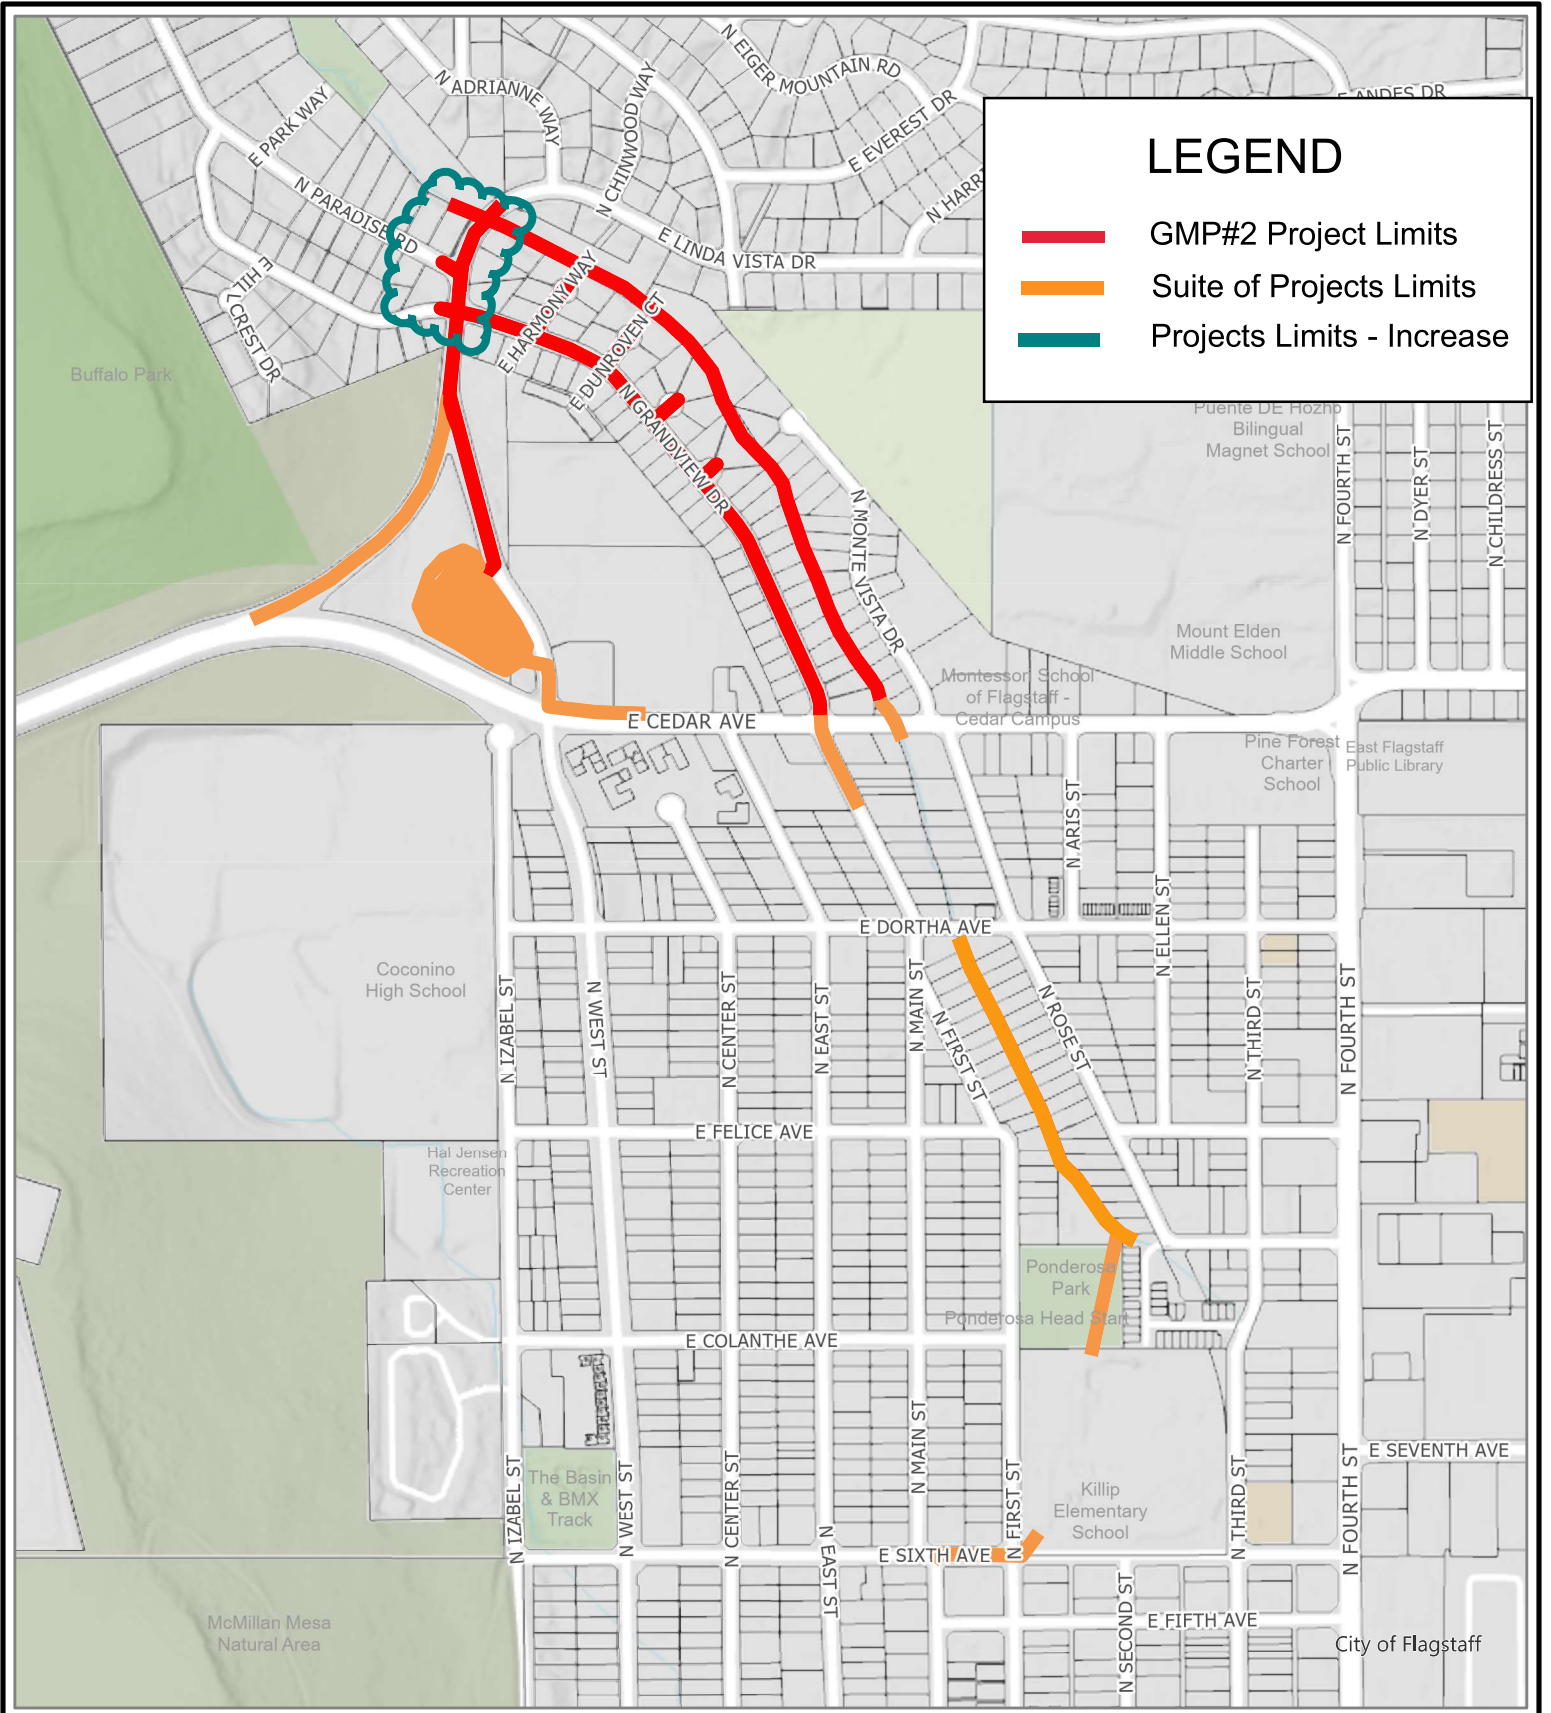 N EIGER MOUNTAIN RD
N ADRIANNE WAY
N CHINWOOD WAY
E ANDES DR
E EVEREST DR
E PARK WAY
N HARRI
N PARADISE RD
E LINDA VISTA DR
E HILLCREST DR
E HARMONY WAY
E DUNROVEN CT
N GRANDVIEW DR
N MONTE VISTA DR
LEGEND
GMP#2 Project Limits
Suite of Projects Limits
Projects Limits - Increase
Buffalo Park
Puente DE Hozho
Bilingual
Magnet School
N FOURTH ST
N DYER ST
N CHILDRESS ST
Mount Elden
Middle School
Montessori School
of Flagstaff -
Cedar Campus
E CEDAR AVE
Pine Forest
Charter
School
East Flagstaff
Public Library
N ARIS ST
N ELLEN ST
E DORTHA AVE
Coconino
High School
N IZABEL ST
N WEST ST
N CENTER ST
N EAST ST
N MAIN ST
N FIRST ST
N ROSE ST
N THIRD ST
N FOURTH ST
E FELICE AVE
Hal Jensen
Recreation
Center
Ponderosa
Park
Ponderosa Head Start
E COLANTHE AVE
N MAIN ST
E SEVENTH AVE
The Basin
& BMX
Track
N IZABEL ST
N WEST ST
N CENTER ST
N EAST ST
N FIRST ST
Killip
Elementary
School
N THIRD ST
N FOURTH ST
E SIXTH AVE
N SECOND ST
E FIFTH AVE
McMillan Mesa
Natural Area
City of Flagstaff